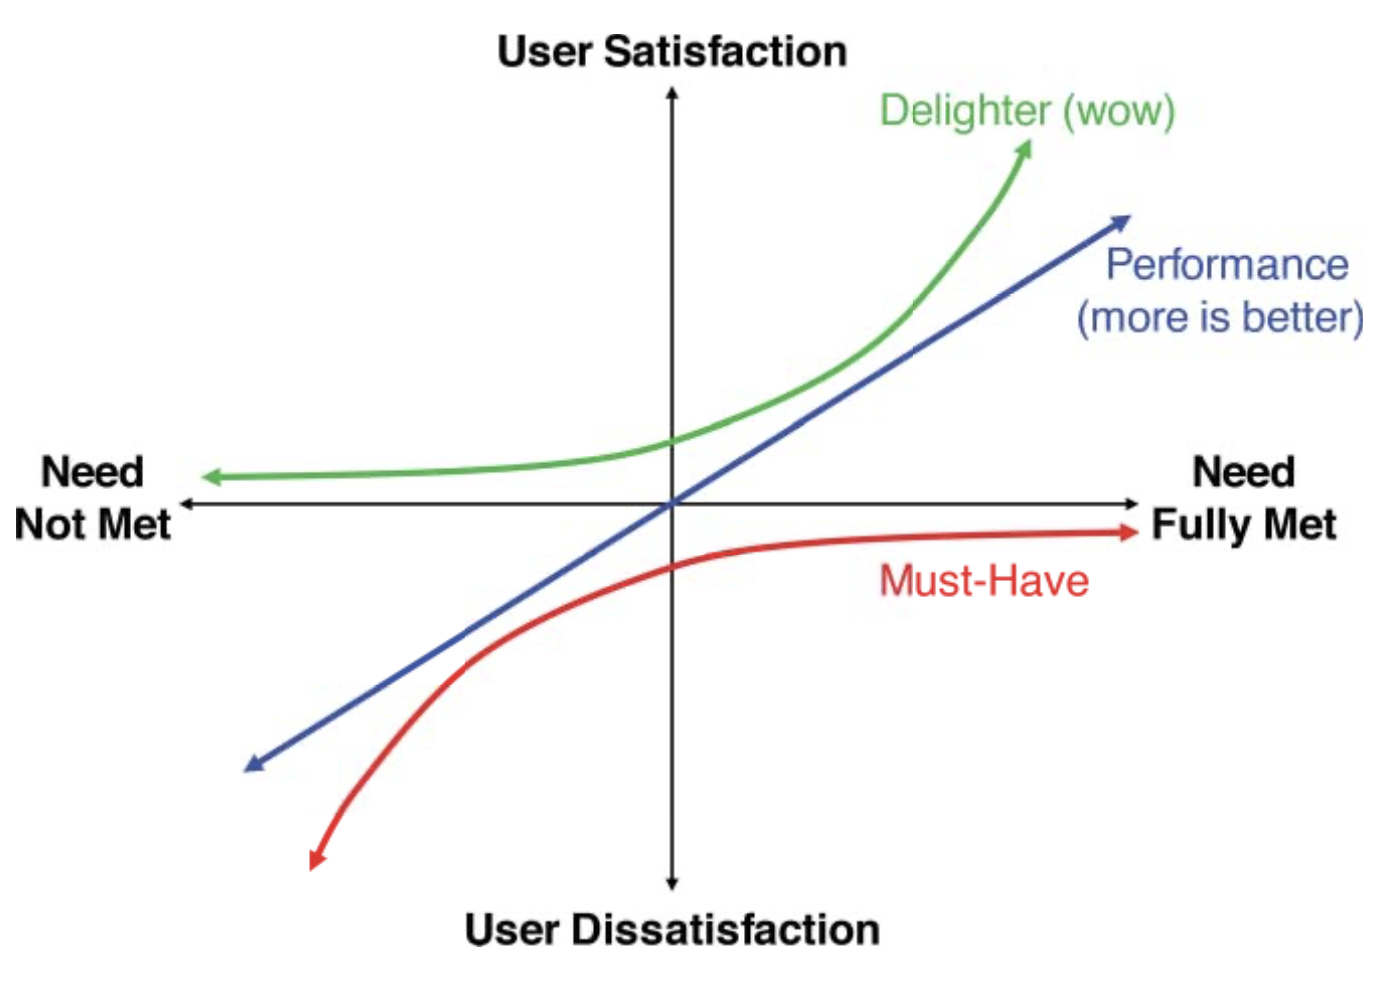 User Satisfaction
Delighter (wow)
Performance
(more is better)
Need
Not Met
Need
Fully Met
Must-Have
User Dissatisfaction